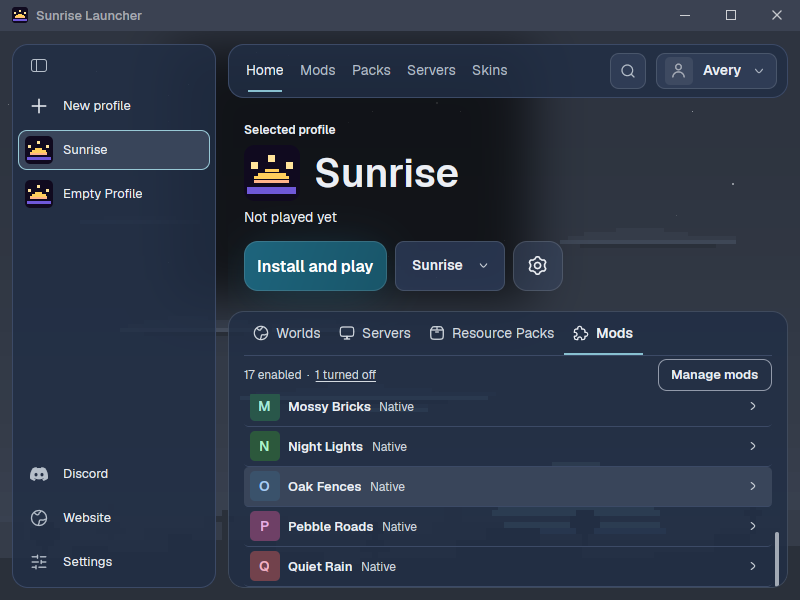 Sunrise Launcher
Home Mods Packs Servers Skins
Avery
New profile
Sunrise
Empty Profile
Selected profile
Sunrise
Not played yet
Install and play
Sunrise
Worlds Servers Resource Packs Mods
17 enabled · 1 turned off
Manage mods
M Mossy Bricks Native
N Night Lights Native
O Oak Fences Native
P Pebble Roads Native
Q Quiet Rain Native
Discord
Website
Settings